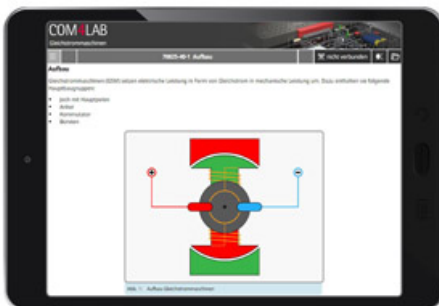 COM4LAB
Gleichstrommaschinen
70025-40-1 Aufbau
nicht verbunden
Aufbau
Gleichstrommaschinen (GSM) setzen elektrische Leistung in Form von Gleichstrom in mechanische Leistung um. Dazu enthalten sie folgende
Hauptbaugruppen:
Joch mit Hauptpolen
Anker
Kommutator
Bürsten
+
−
Abb. 1 Aufbau Gleichstrommaschinen